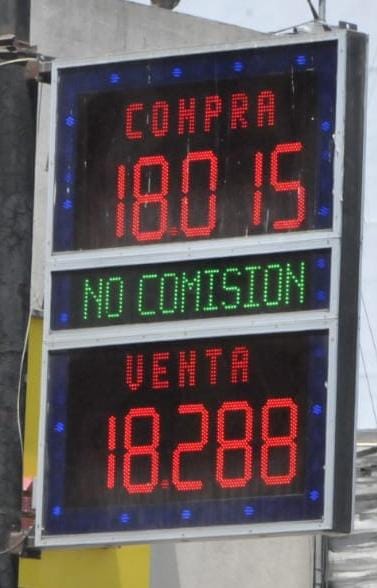 COMPRA
18.015
NO COMISION
VENTA
18.288